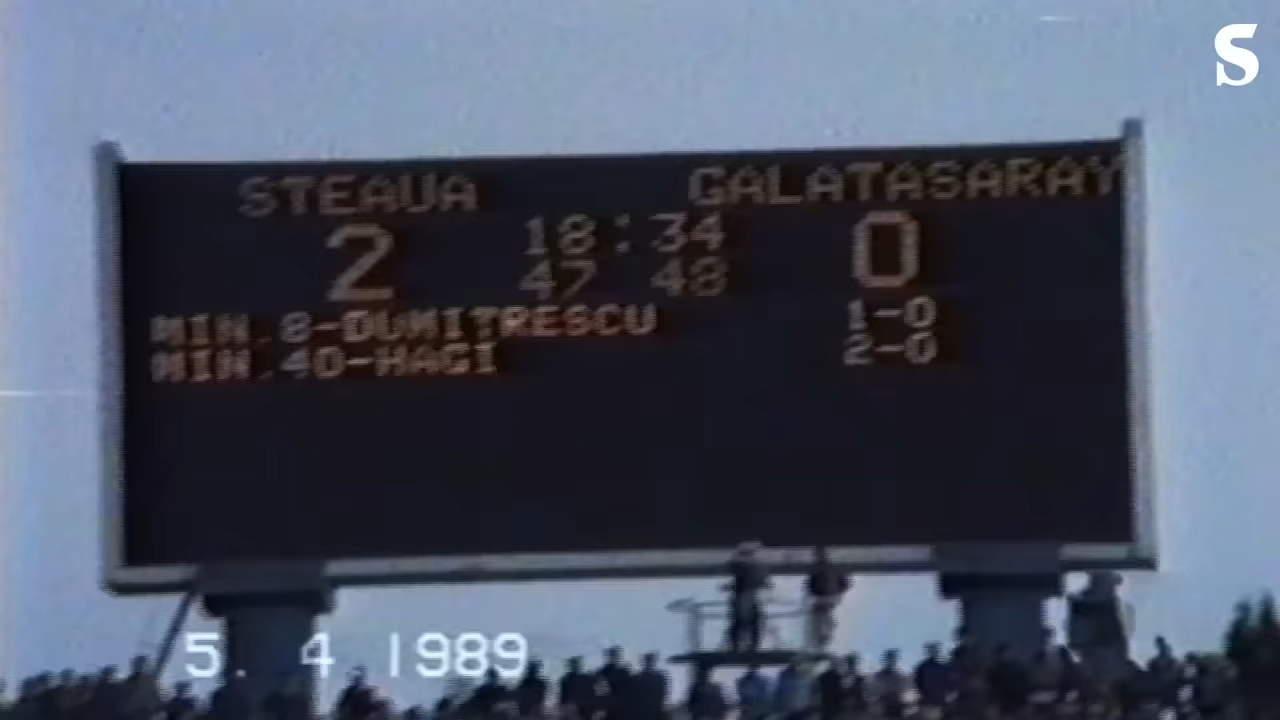 S
STEAUA GALATASARAY
2 18:34 0
47 48
MIN. 8-DUMITRESCU 1-0
MIN. 40-HAGI 2-0
5. 4 1989